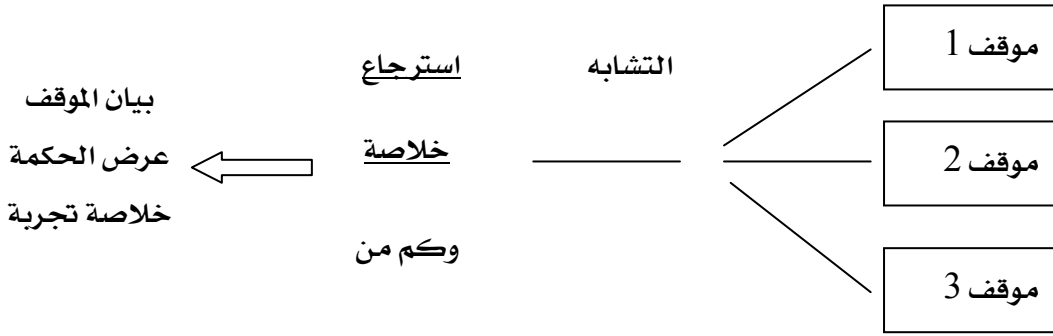 موقف 1
موقف 2
موقف 3
التشابه
استرجاع
خلاصة
وكم من
بيان الموقف
عرض الحكمة
خلاصة تجربة